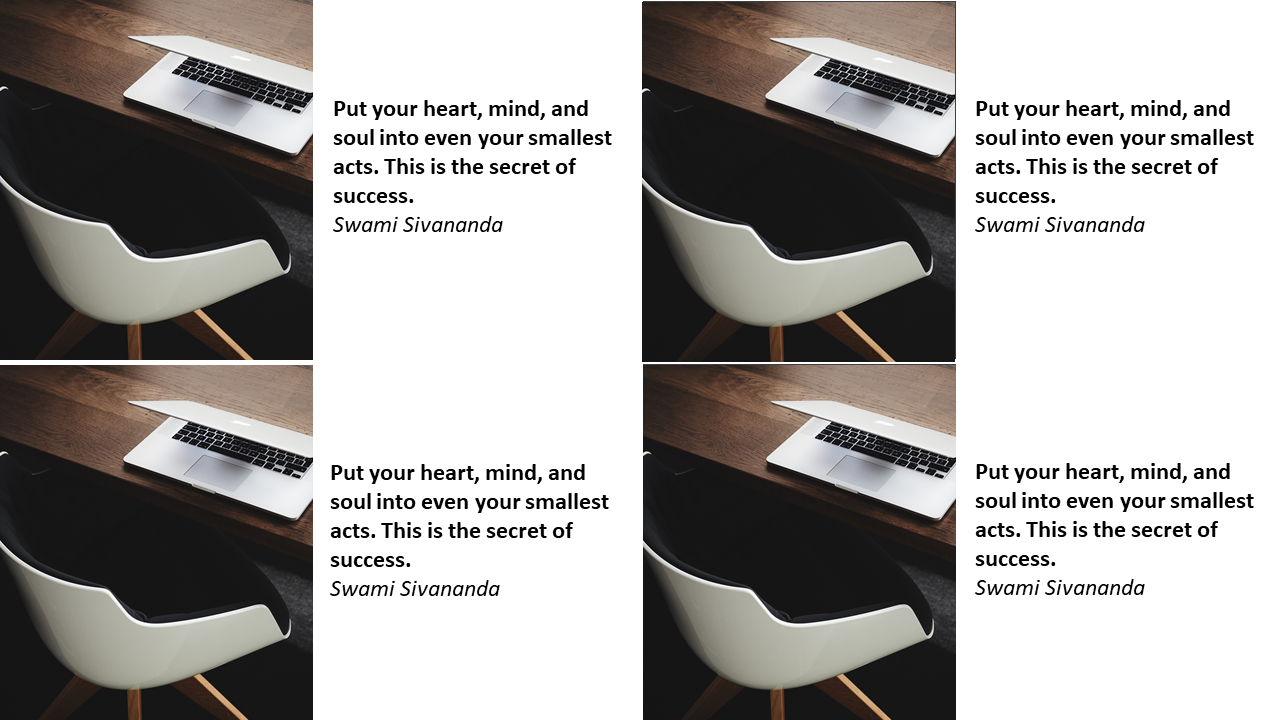 Put your heart, mind, and
soul into even your smallest
acts. This is the secret of
success.
Swami Sivananda
Put your heart, mind, and
soul into even your smallest
acts. This is the secret of
success.
Swami Sivananda
Put your heart, mind, and
soul into even your smallest
acts. This is the secret of
success.
Swami Sivananda
Put your heart, mind, and
soul into even your smallest
acts. This is the secret of
success.
Swami Sivananda